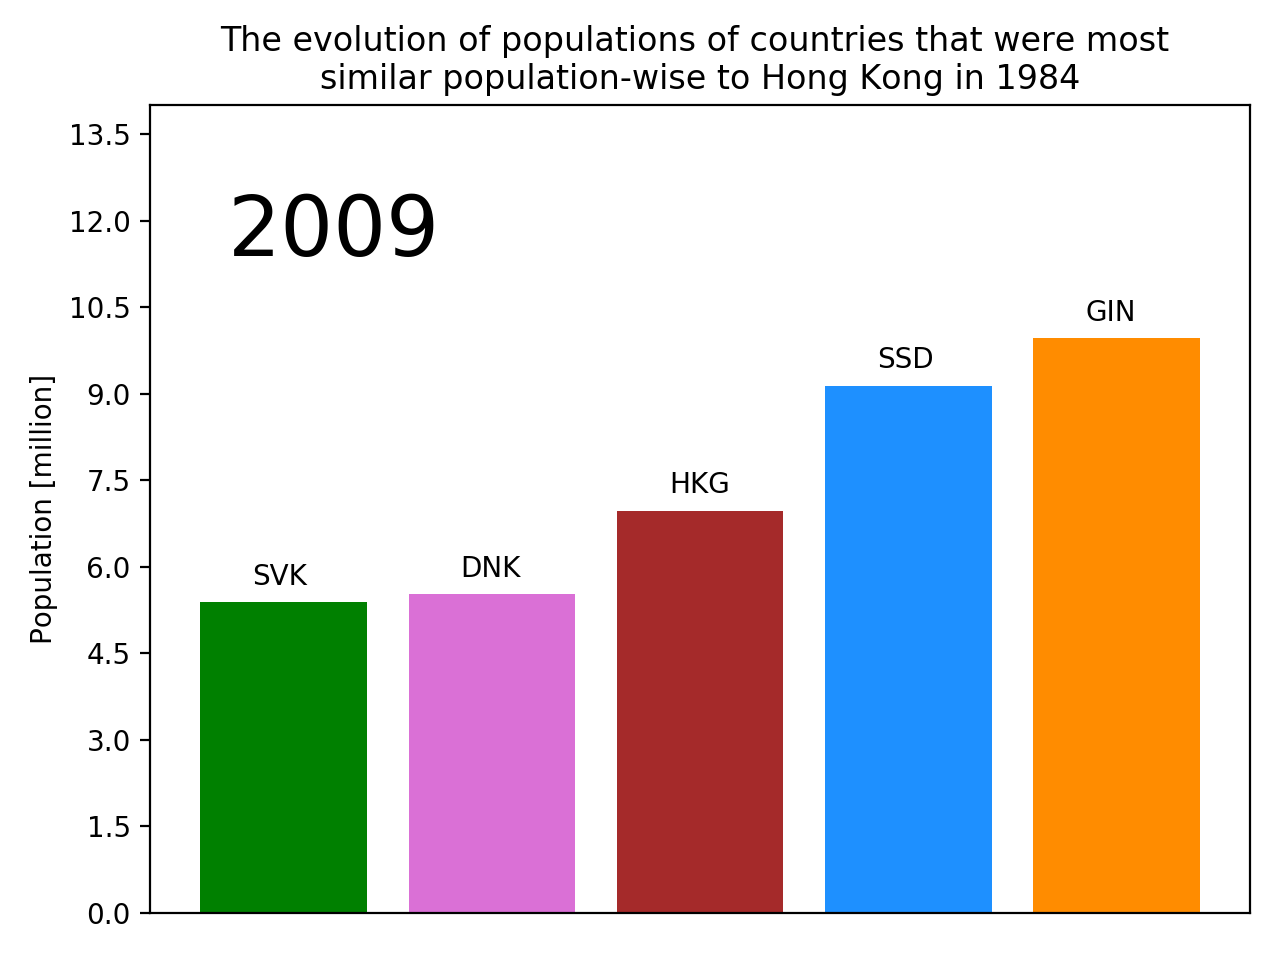 The evolution of populations of countries that were most
similar population-wise to Hong Kong in 1984
13.5
12.0
10.5
9.0
7.5
6.0
4.5
3.0
1.5
0.0
Population [million]
2009
SVK
DNK
HKG
SSD
GIN